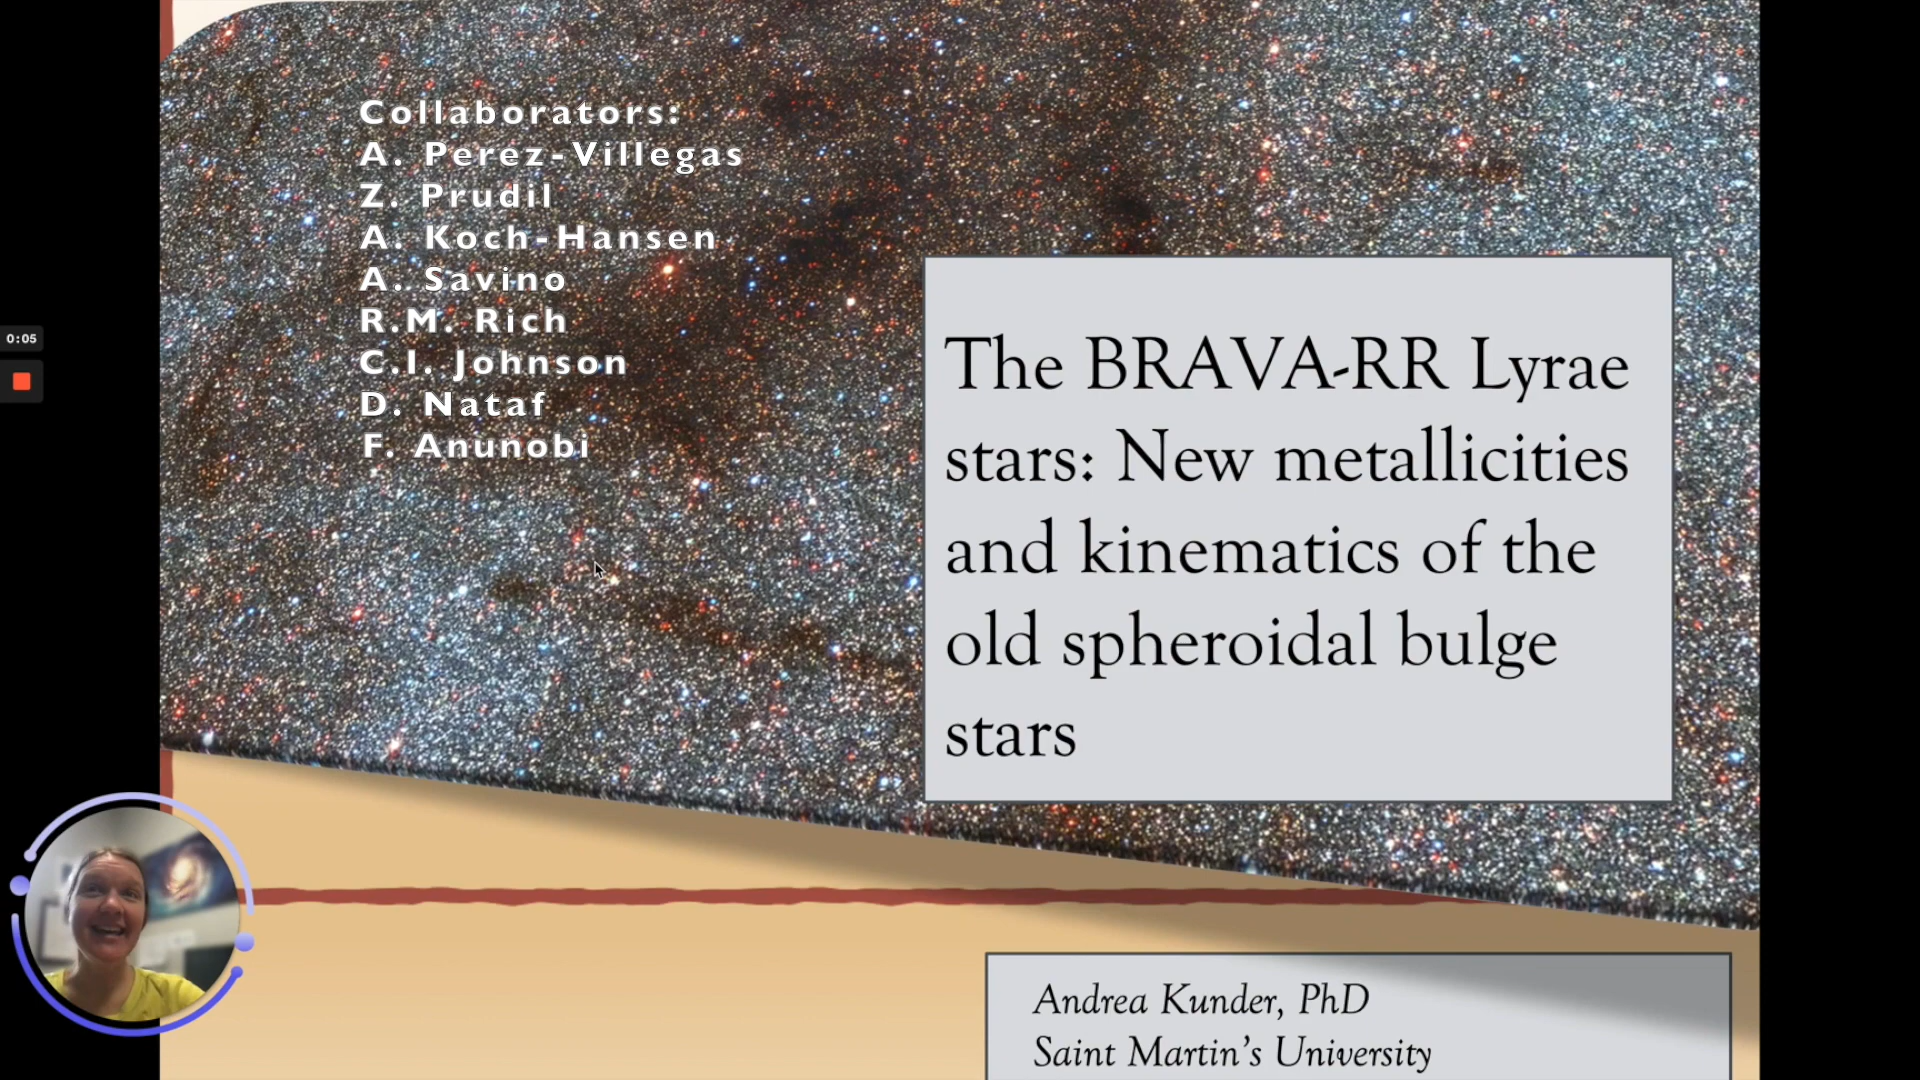 Collaborators:
A. Perez-Villegas
Z. Prudil
A. Koch-Hansen
A. Savino
R.M. Rich
C.I. Johnson
D. Nataf
F. Anunobi
0:05
The BRAVA-RR Lyrae
stars: New metallicities
and kinematics of the
old spheroidal bulge
stars
Andrea Kunder, PhD
Saint Martin's University